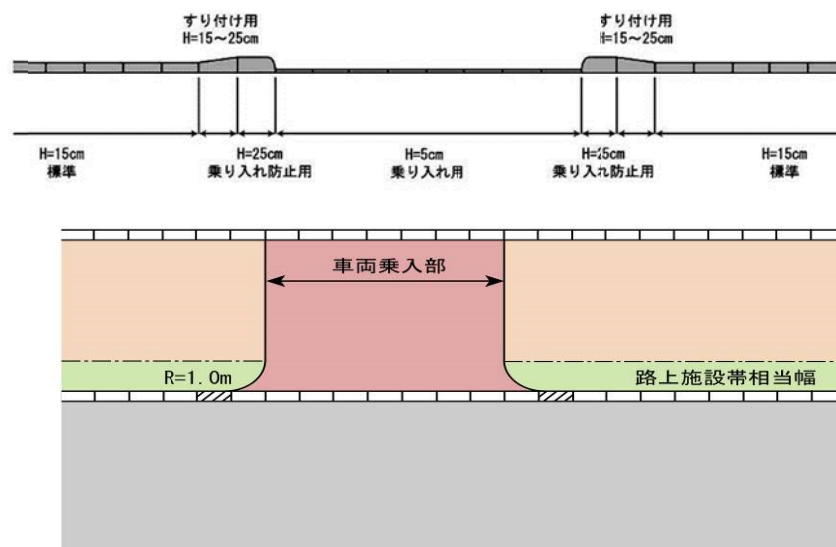 すり付け用
H=15～25cm
すり付け用
H=15～25cm
H=15cm
標準
H=25cm
乗り入れ防止用
H=5cm
乗り入れ用
H=25cm
乗り入れ防止用
H=15cm
標準
車両乗入部
R=1.0m
路上施設帯相当幅